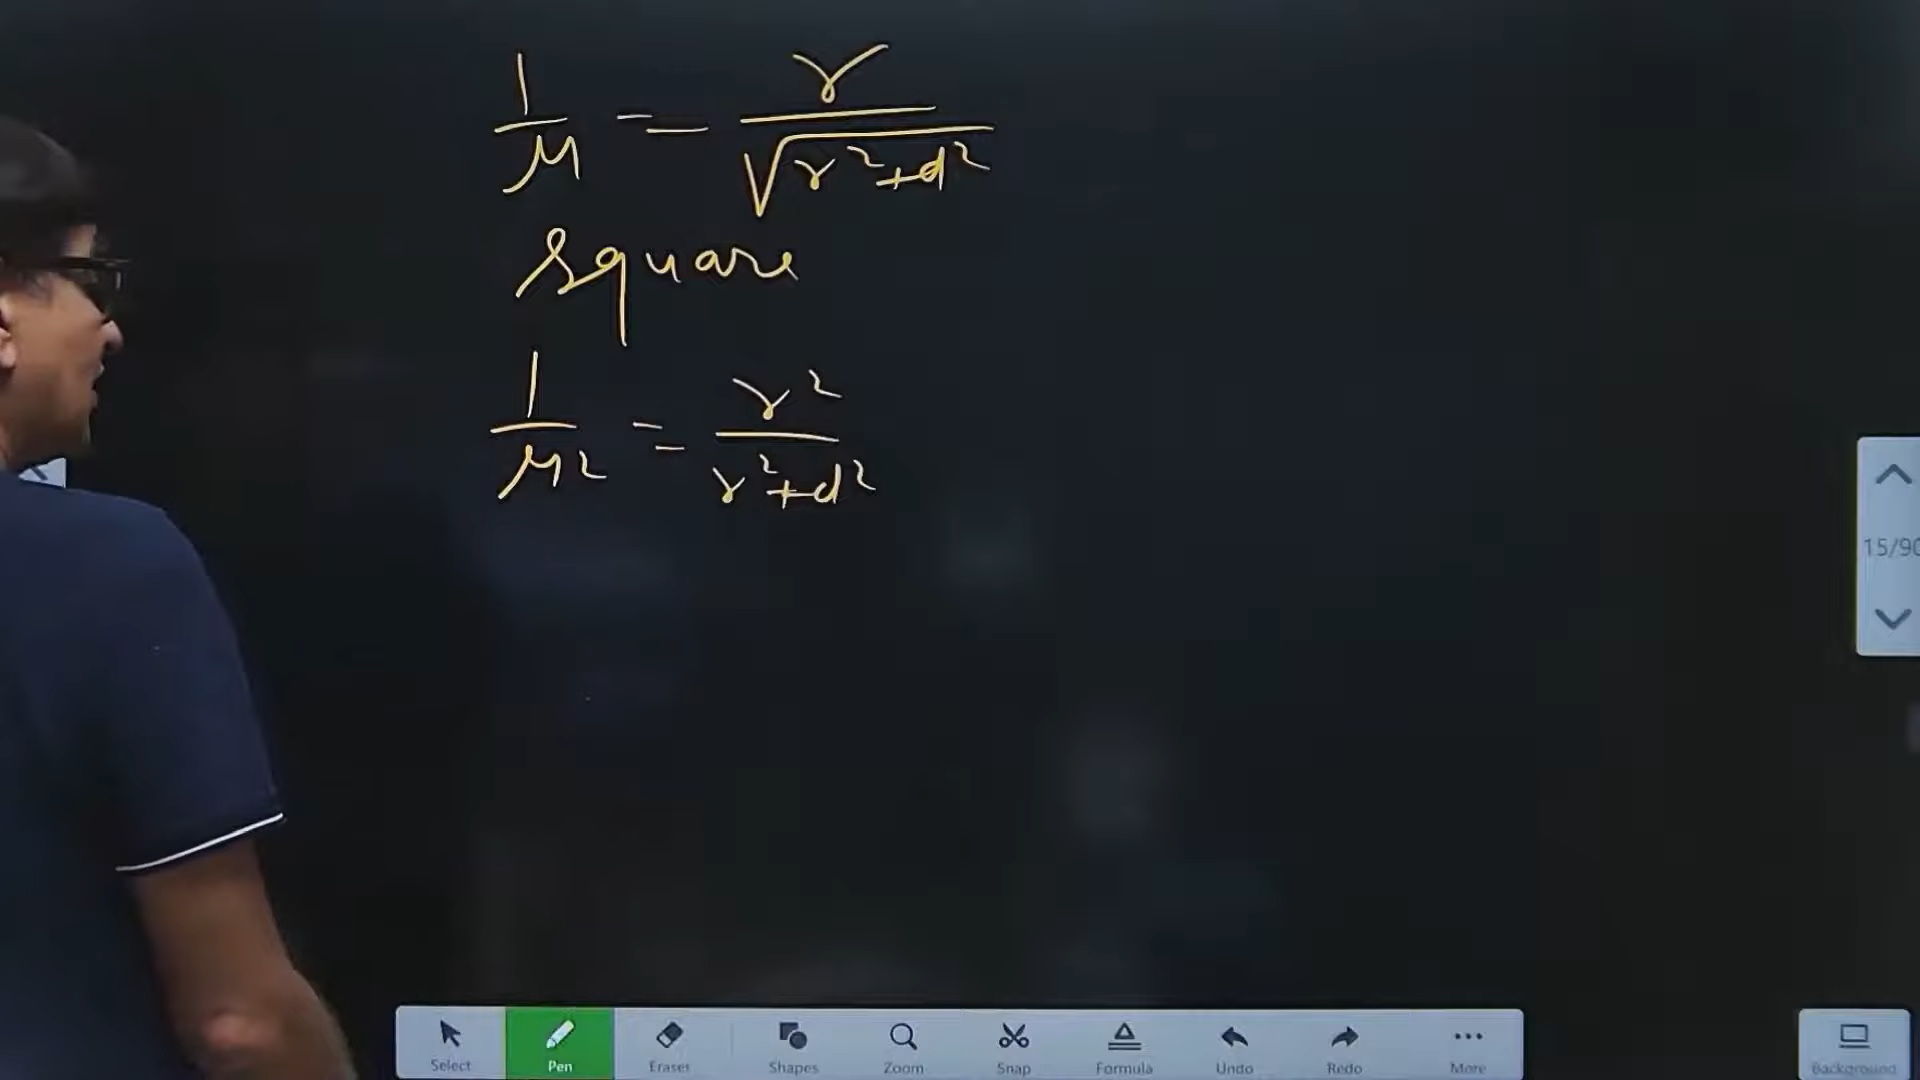 1/μ = r/√(r²+d²)
square
1/μ² = r²/(r²+d²)
15/90
Select Pen Eraser Shapes Zoom Snap Formula Undo Redo More Background